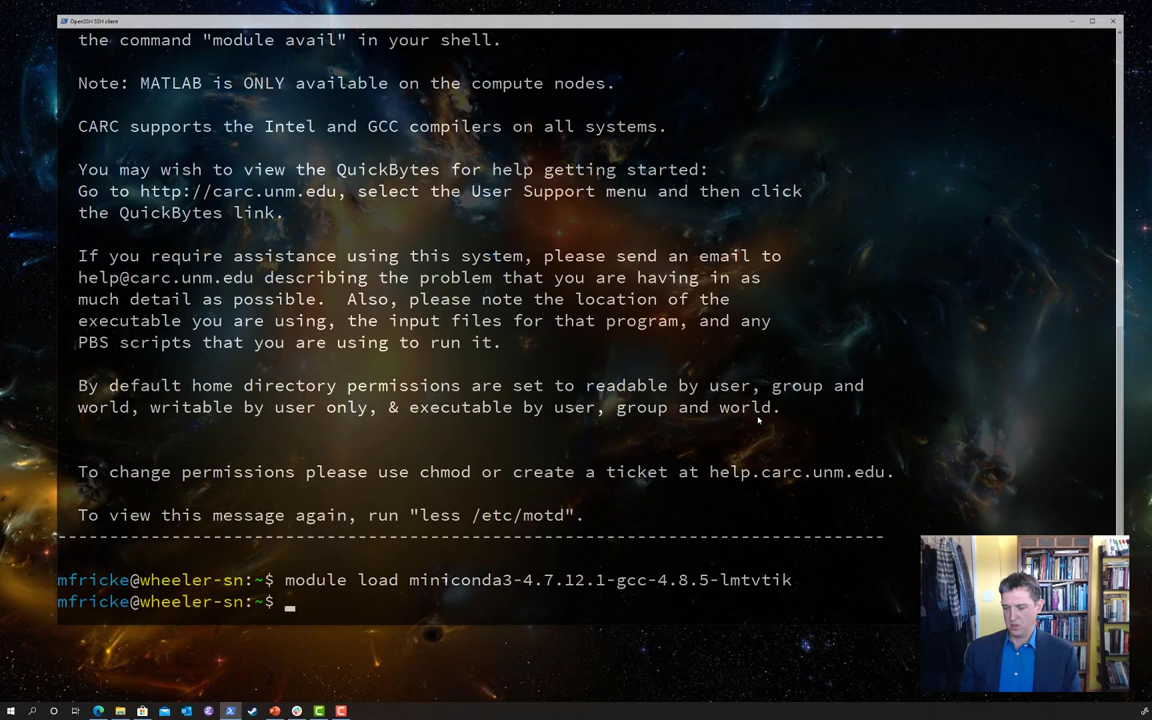 OpenSSH SSH client
the command "module avail" in your shell.
Note: MATLAB is ONLY available on the compute nodes.
CARC supports the Intel and GCC compilers on all systems.
You may wish to view the QuickBytes for help getting started:
Go to http://carc.unm.edu, select the User Support menu and then click
the QuickBytes link.
If you require assistance using this system, please send an email to
help@carc.unm.edu describing the problem that you are having in as
much detail as possible.  Also, please note the location of the
executable you are using, the input files for that program, and any
PBS scripts that you are using to run it.
By default home directory permissions are set to readable by user, group and
world, writable by user only, & executable by user, group and world.
To change permissions please use chmod or create a ticket at help.carc.unm.edu.
To view this message again, run "less /etc/motd".
--------------------------------------------------------------------------------
mfricke@wheeler-sn:~$ module load miniconda3-4.7.12.1-gcc-4.8.5-lmtvtik
mfricke@wheeler-sn:~$